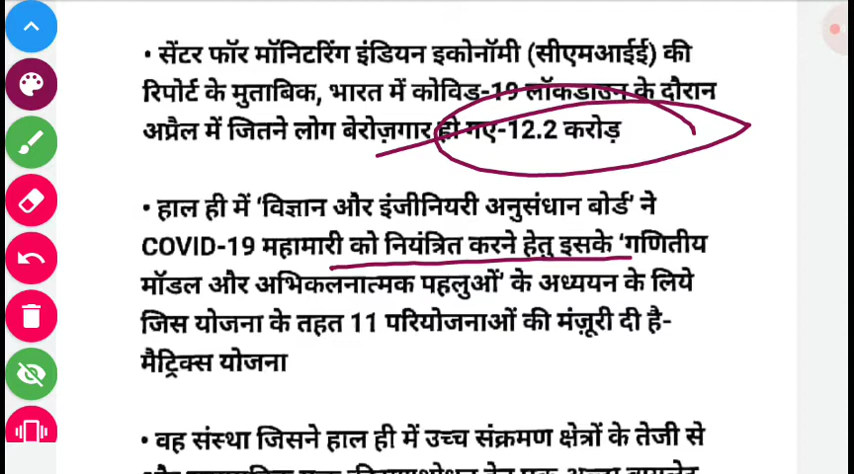 • सेंटर फॉर मॉनिटरिंग इंडियन इकोनॉमी (सीएमआईई) की
रिपोर्ट के मुताबिक, भारत में कोविड-19 लॉकडाउन के दौरान
अप्रैल में जितने लोग बेरोज़गार हो गए-12.2 करोड़
• हाल ही में 'विज्ञान और इंजीनियरी अनुसंधान बोर्ड' ने
COVID-19 महामारी को नियंत्रित करने हेतु इसके 'गणितीय
मॉडल और अभिकलनात्मक पहलुओं' के अध्ययन के लिये
जिस योजना के तहत 11 परियोजनाओं की मंज़ूरी दी है-
मैट्रिक्स योजना
• वह संस्था जिसने हाल ही में उच्च संक्रमण क्षेत्रों के तेजी से